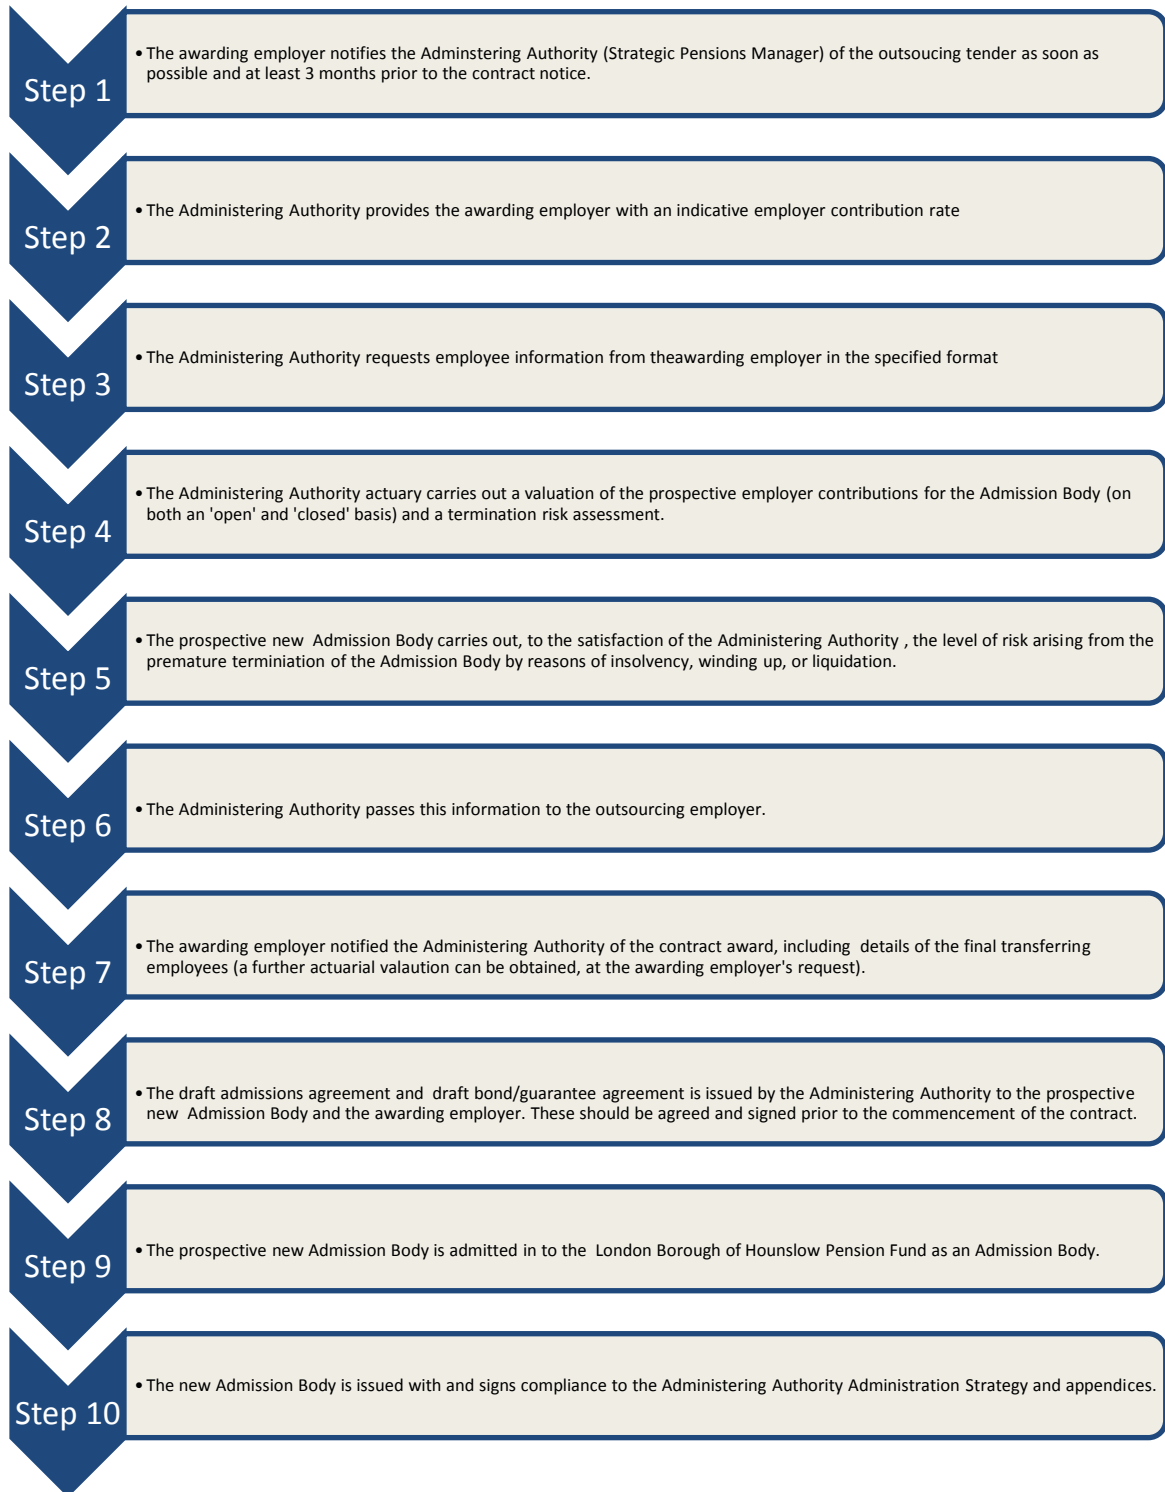 Step 1
• The awarding employer notifies the Adminstering Authority (Strategic Pensions Manager) of the outsoucing tender as soon as
possible and at least 3 months prior to the contract notice.
Step 2
• The Administering Authority provides the awarding employer with an indicative employer contribution rate
Step 3
• The Administering Authority requests employee information from theawarding employer in the specified format
Step 4
• The Administering Authority actuary carries out a valuation of the prospective employer contributions for the Admission Body (on
both an 'open' and 'closed' basis) and a termination risk assessment.
Step 5
• The prospective new Admission Body carries out, to the satisfaction of the Administering Authority , the level of risk arising from the
premature terminiation of the Admission Body by reasons of insolvency, winding up, or liquidation.
Step 6
• The Administering Authority passes this information to the outsourcing employer.
Step 7
• The awarding employer notified the Administering Authority of the contract award, including details of the final transferring
employees (a further actuarial valaution can be obtained, at the awarding employer's request).
Step 8
• The draft admissions agreement and draft bond/guarantee agreement is issued by the Administering Authority to the prospective
new Admission Body and the awarding employer. These should be agreed and signed prior to the commencement of the contract.
Step 9
• The prospective new Admission Body is admitted in to the London Borough of Hounslow Pension Fund as an Admission Body.
Step 10
• The new Admission Body is issued with and signs compliance to the Administering Authority Administration Strategy and appendices.